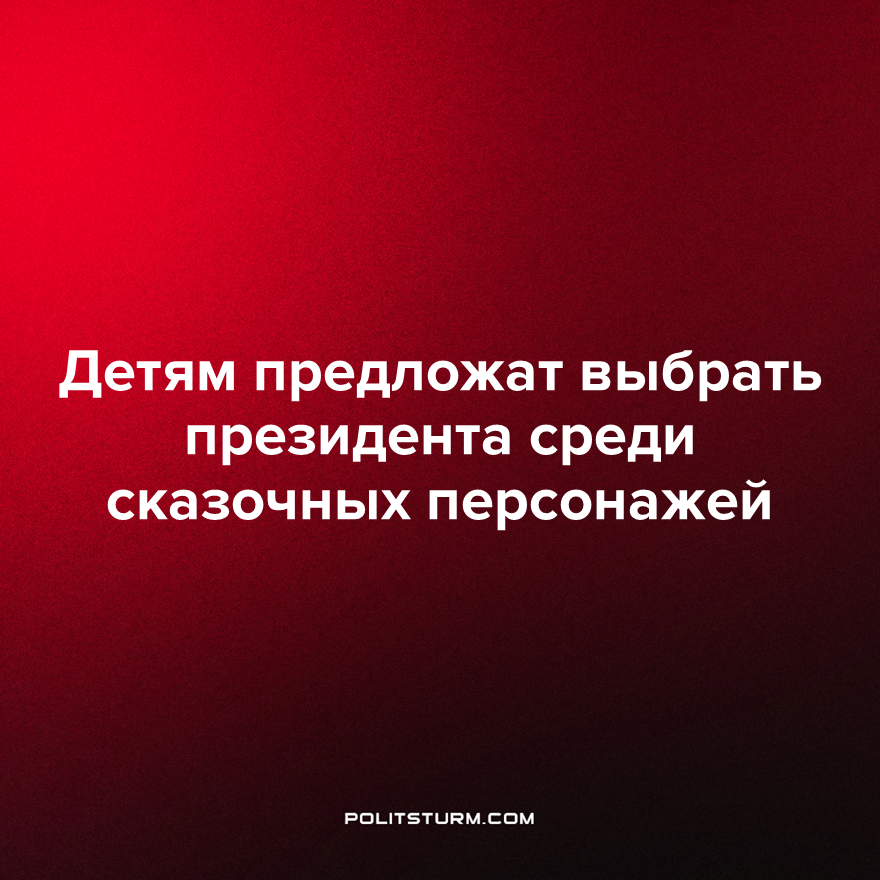 Детям предложат выбрать
президента среди
сказочных персонажей
POLITSTURM.COM